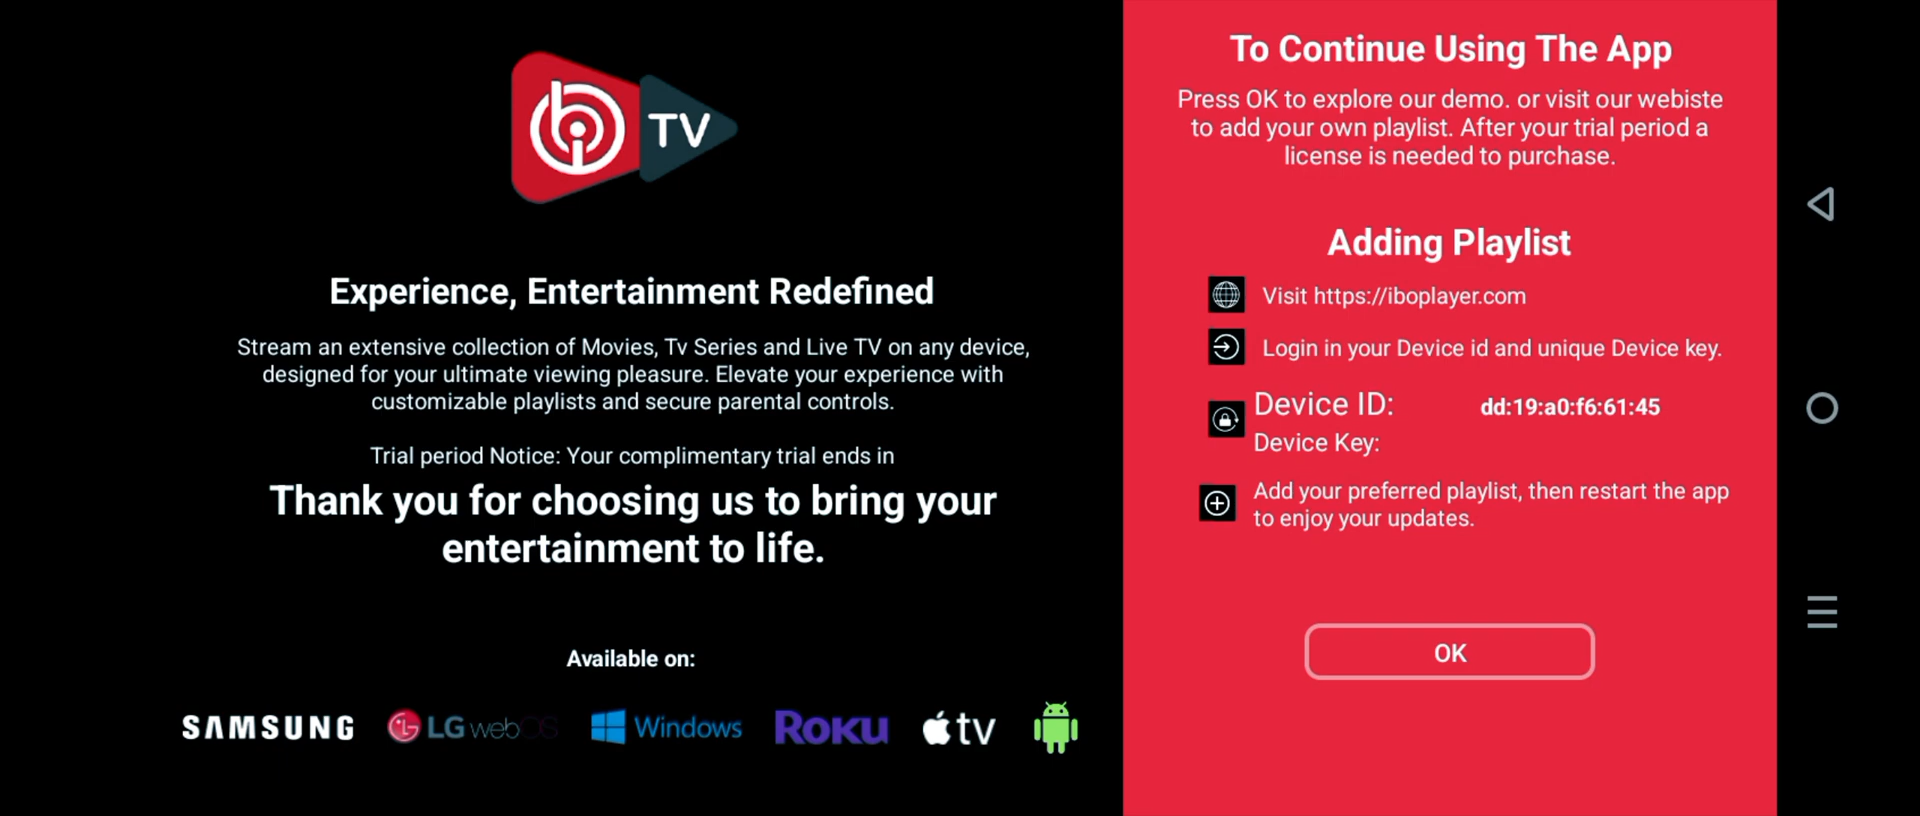 TV
Experience, Entertainment Redefined
Stream an extensive collection of Movies, Tv Series and Live TV on any device,
designed for your ultimate viewing pleasure. Elevate your experience with
customizable playlists and secure parental controls.
Trial period Notice: Your complimentary trial ends in
Thank you for choosing us to bring your
entertainment to life.
Available on:
SAMSUNG LG webOS Windows ROKU tv
To Continue Using The App
Press OK to explore our demo. or visit our webiste
to add your own playlist. After your trial period a
license is needed to purchase.
Adding Playlist
Visit https://iboplayer.com
Login in your Device id and unique Device key.
Device ID: dd:19:a0:f6:61:45
Device Key:
Add your preferred playlist, then restart the app
to enjoy your updates.
OK